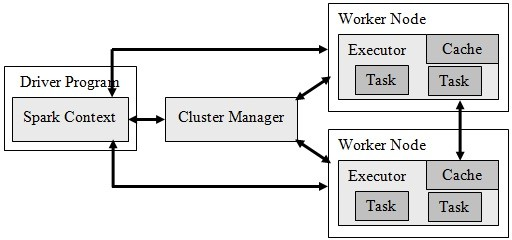 Worker Node
Executor
Cache
Task
Task
Driver Program
Spark Context
Cluster Manager
Worker Node
Executor
Cache
Task
Task